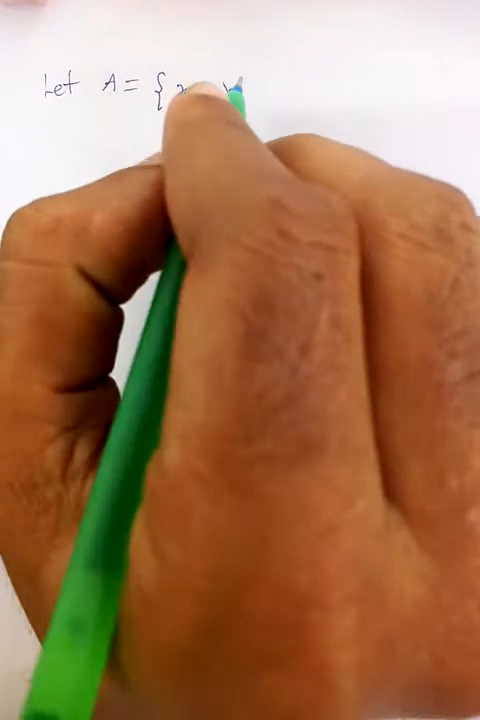 Let A = {